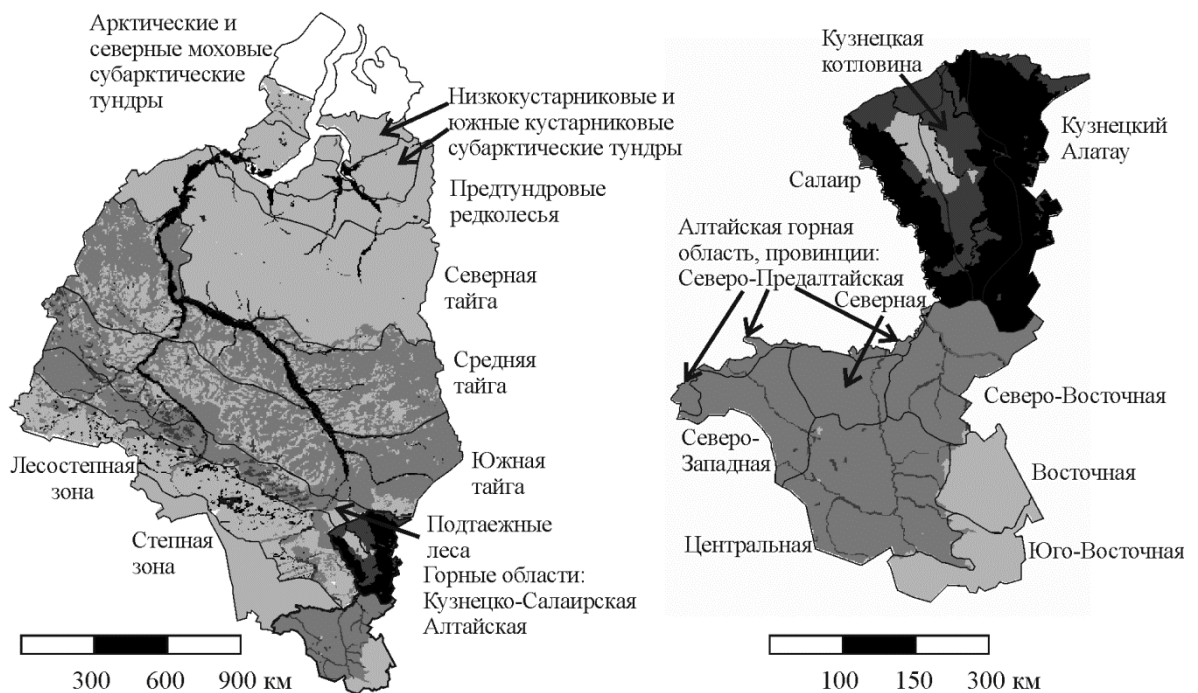 Арктические и
северные моховые
субарктические
тундры
Низкокустарниковые и
южные кустарниковые
субарктические тундры
Предтундровые
редколесья
Северная
тайга
Средняя
тайга
Южная
тайга
Лесостепная
зона
Степная
зона
Подтаежные
леса
Горные области:
Кузнецко-Салаирская
Алтайская
300 600 900 км
Кузнецкая
котловина
Кузнецкий
Алатау
Салаир
Алтайская горная
область, провинции:
Северо-Предалтайская
Северная
Северо-Восточная
Северо-
Западная
Восточная
Центральная
Юго-Восточная
100 150 300 км